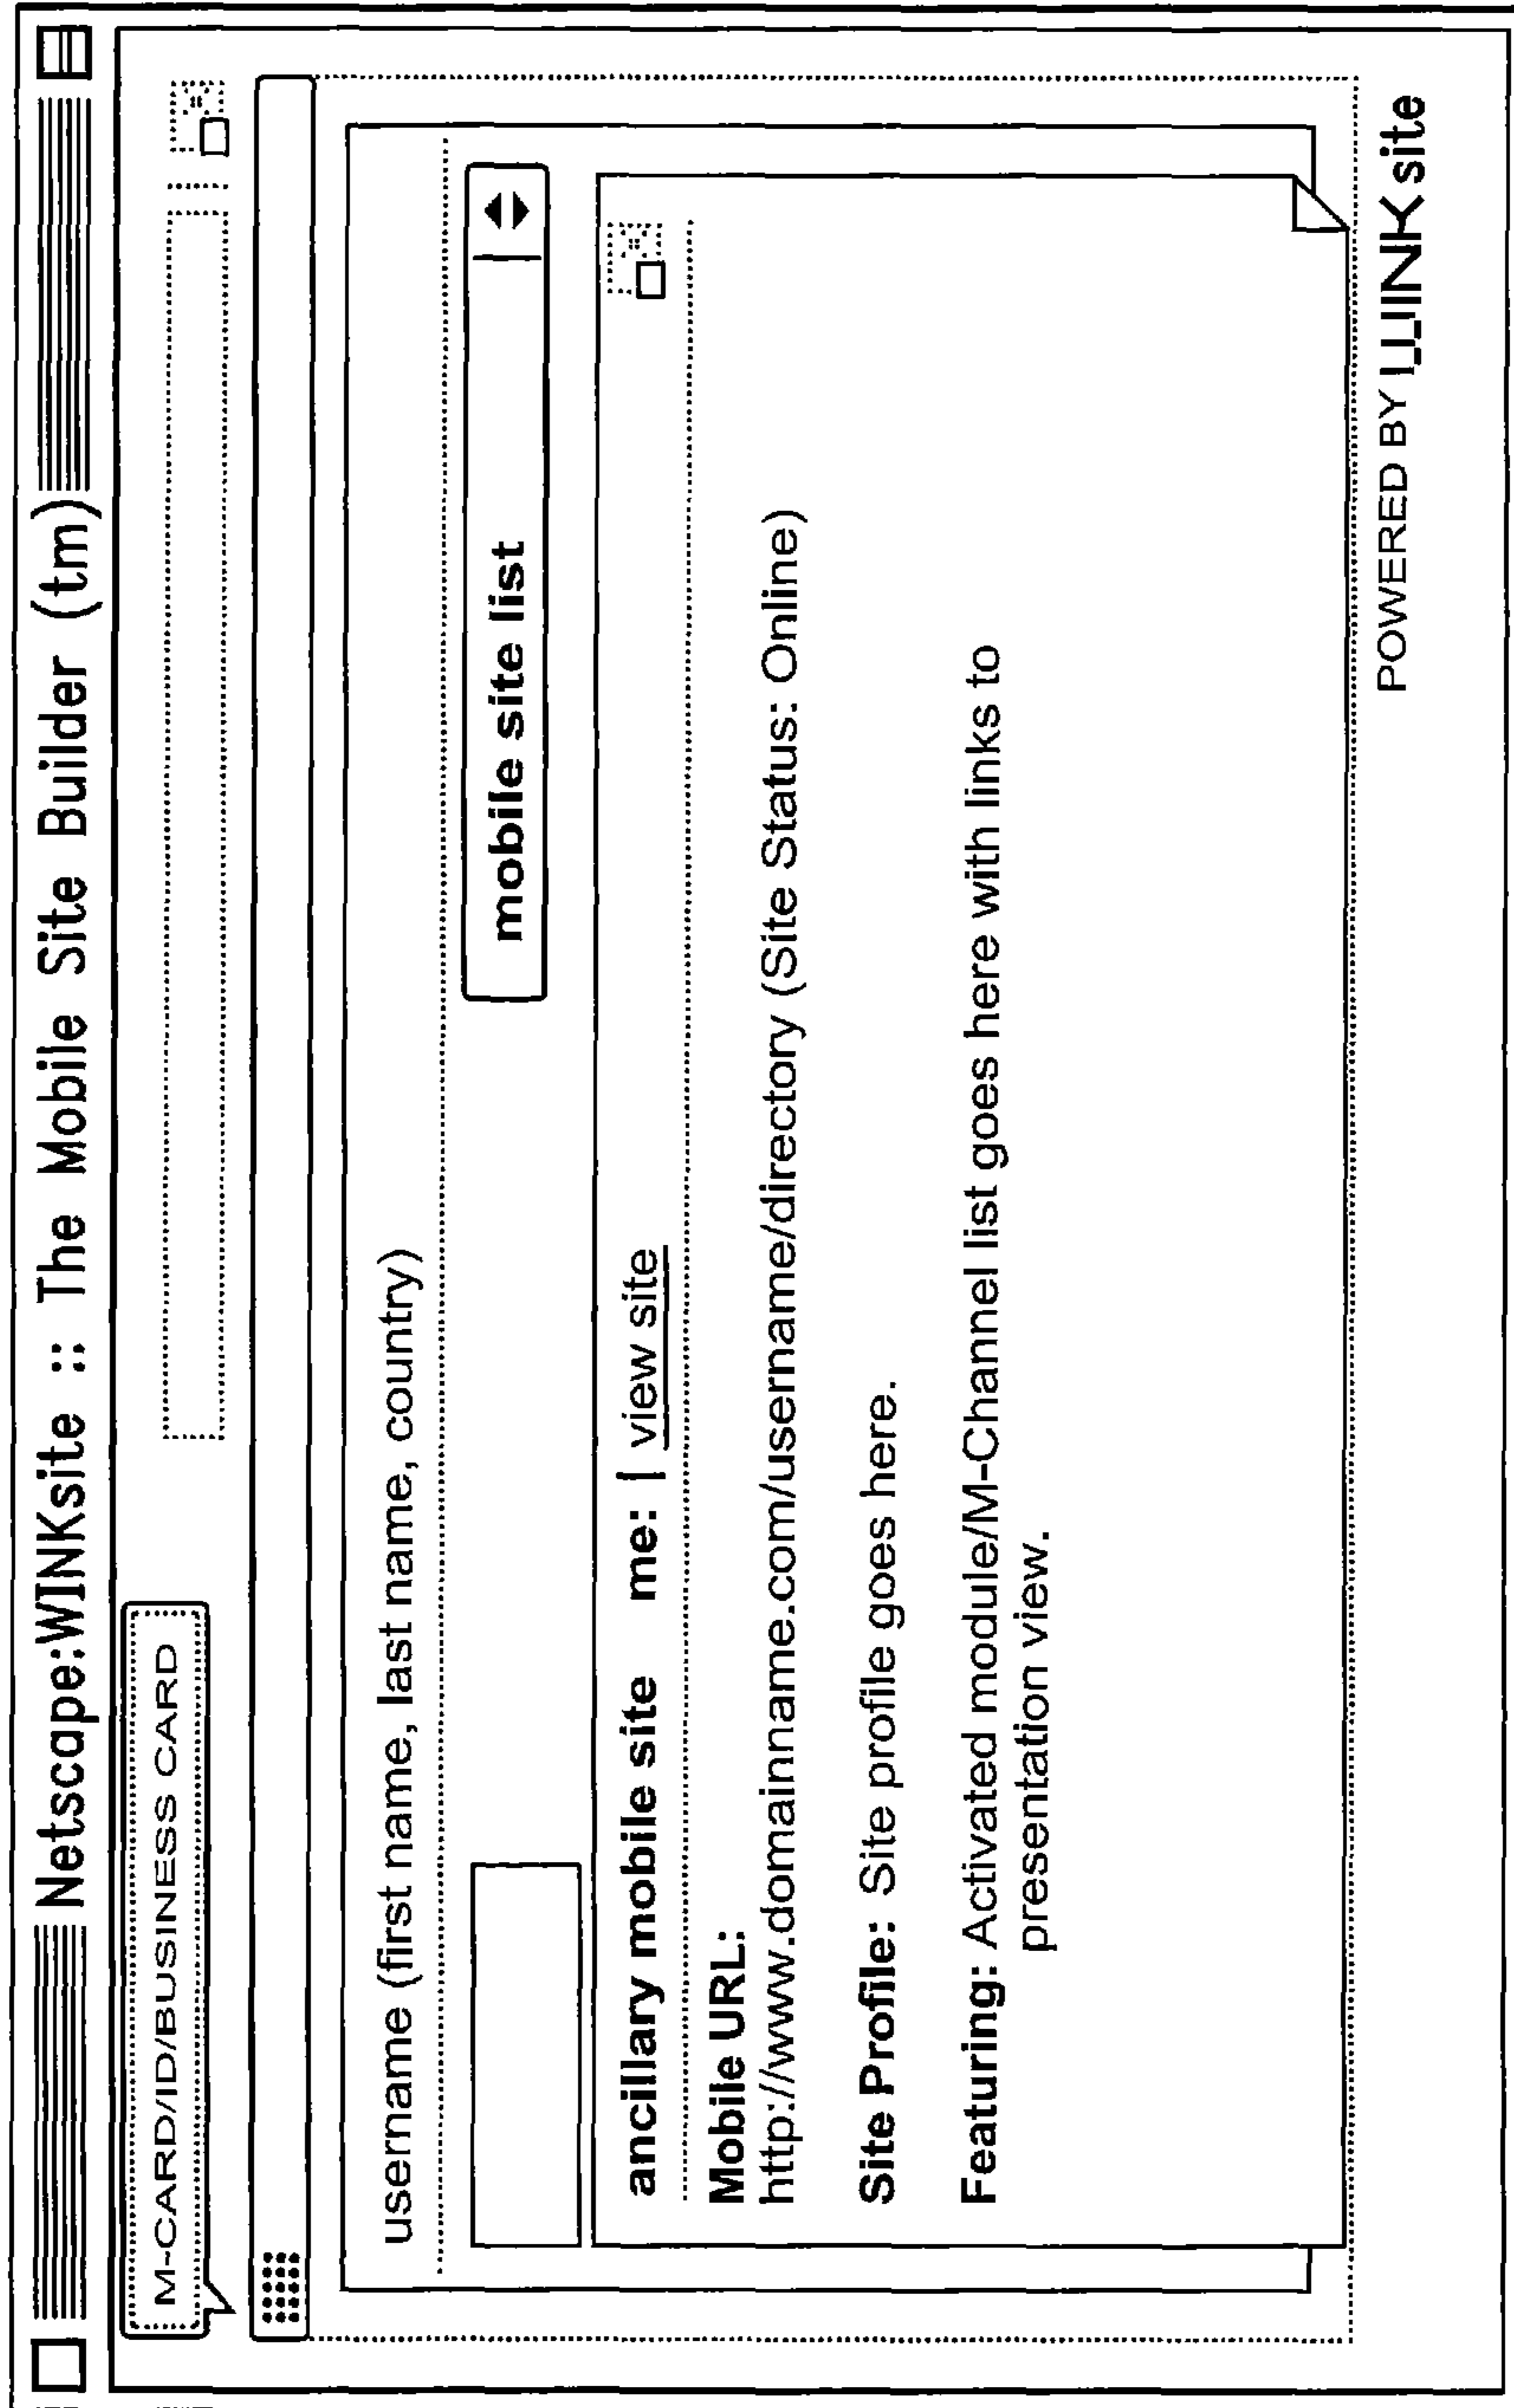 Netscape:WINKsite :: The Mobile Site Builder (tm)
M-CARD/ID/BUSINESS CARD
username (first name, last name, country)
mobile site list
ancillary mobile site me: | view site
Mobile URL:
http://www.domainname.com/username/directory (Site Status: Online)
Site Profile: Site profile goes here.
Featuring: Activated module/M-Channel list goes here with links to
presentation view.
POWERED BY site